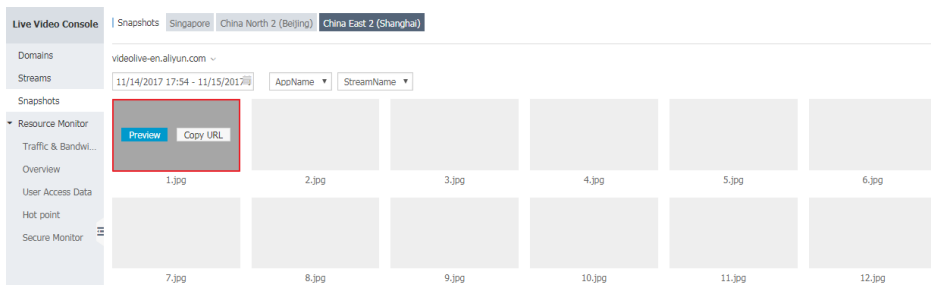 Live Video Console
Snapshots Singapore China North 2 (Beijing) China East 2 (Shanghai)
Domains
Streams
Snapshots
Resource Monitor
Traffic & Bandwi...
Overview
User Access Data
Hot point
Secure Monitor
videolive-en.aliyun.com
11/14/2017 17:54 - 11/15/2017
AppName StreamName
Preview Copy URL
1.jpg 2.jpg 3.jpg 4.jpg 5.jpg 6.jpg
7.jpg 8.jpg 9.jpg 10.jpg 11.jpg 12.jpg